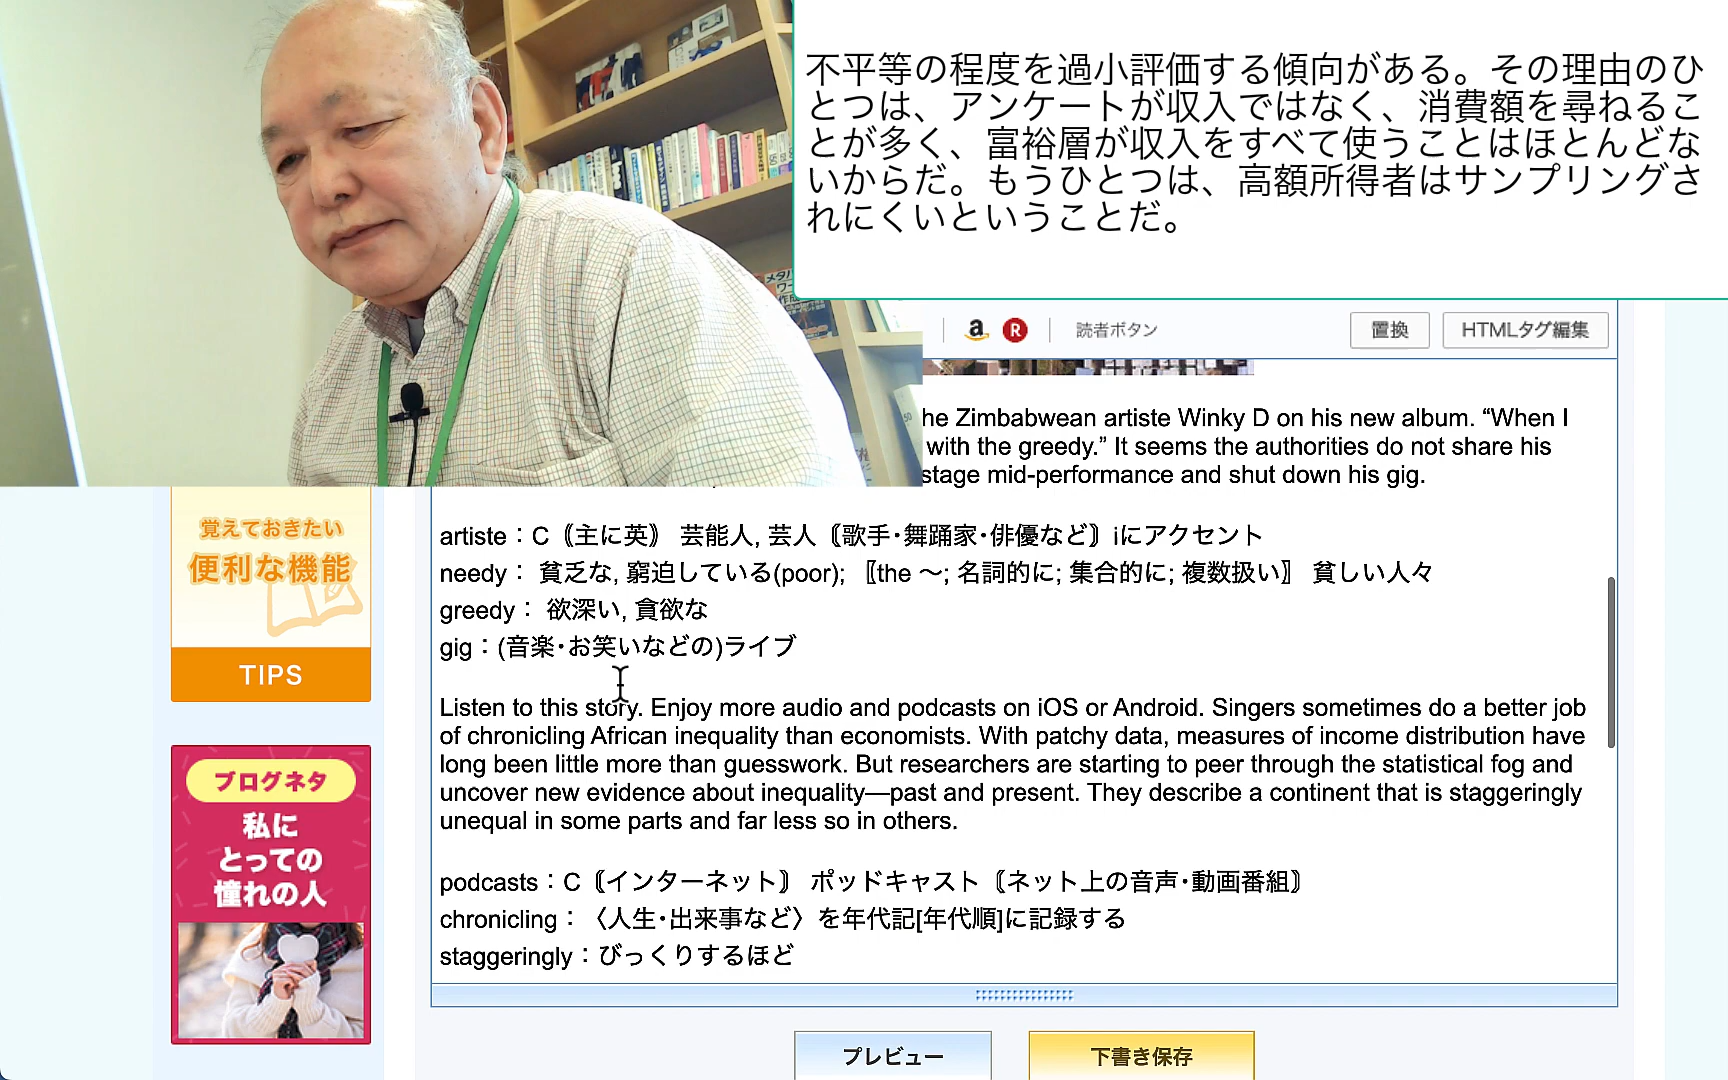 不平等の程度を過小評価する傾向がある。その理由のひ
とつは、アンケートが収入ではなく、消費額を尋ねるこ
とが多く、富裕層が収入をすべて使うことはほとんどな
いからだ。もうひとつは、高額所得者はサンプリングさ
れにくいということだ。
a R 読者ボタン 置換 HTMLタグ編集
he Zimbabwean artiste Winky D on his new album. “When I
with the greedy.” It seems the authorities do not share his
stage mid-performance and shut down his gig.
artiste：C〘主に英〙 芸能人, 芸人〘歌手･舞踊家･俳優など〙iにアクセント
needy： 貧乏な, 窮迫している(poor); 〖the ～; 名詞的に; 集合的に; 複数扱い〗 貧しい人々
greedy： 欲深い, 貪欲な
gig：(音楽･お笑いなどの)ライブ
Listen to this story. Enjoy more audio and podcasts on iOS or Android. Singers sometimes do a better job
of chronicling African inequality than economists. With patchy data, measures of income distribution have
long been little more than guesswork. But researchers are starting to peer through the statistical fog and
uncover new evidence about inequality—past and present. They describe a continent that is staggeringly
unequal in some parts and far less so in others.
podcasts：C〘インターネット〙 ポッドキャスト〘ネット上の音声･動画番組〙
chronicling： 〈人生･出来事など〉を年代記[年代順]に記録する
staggeringly：びっくりするほど
覚えておきたい
便利な機能
TIPS
ブログネタ
私に
とっての
憧れの人
プレビュー
下書き保存